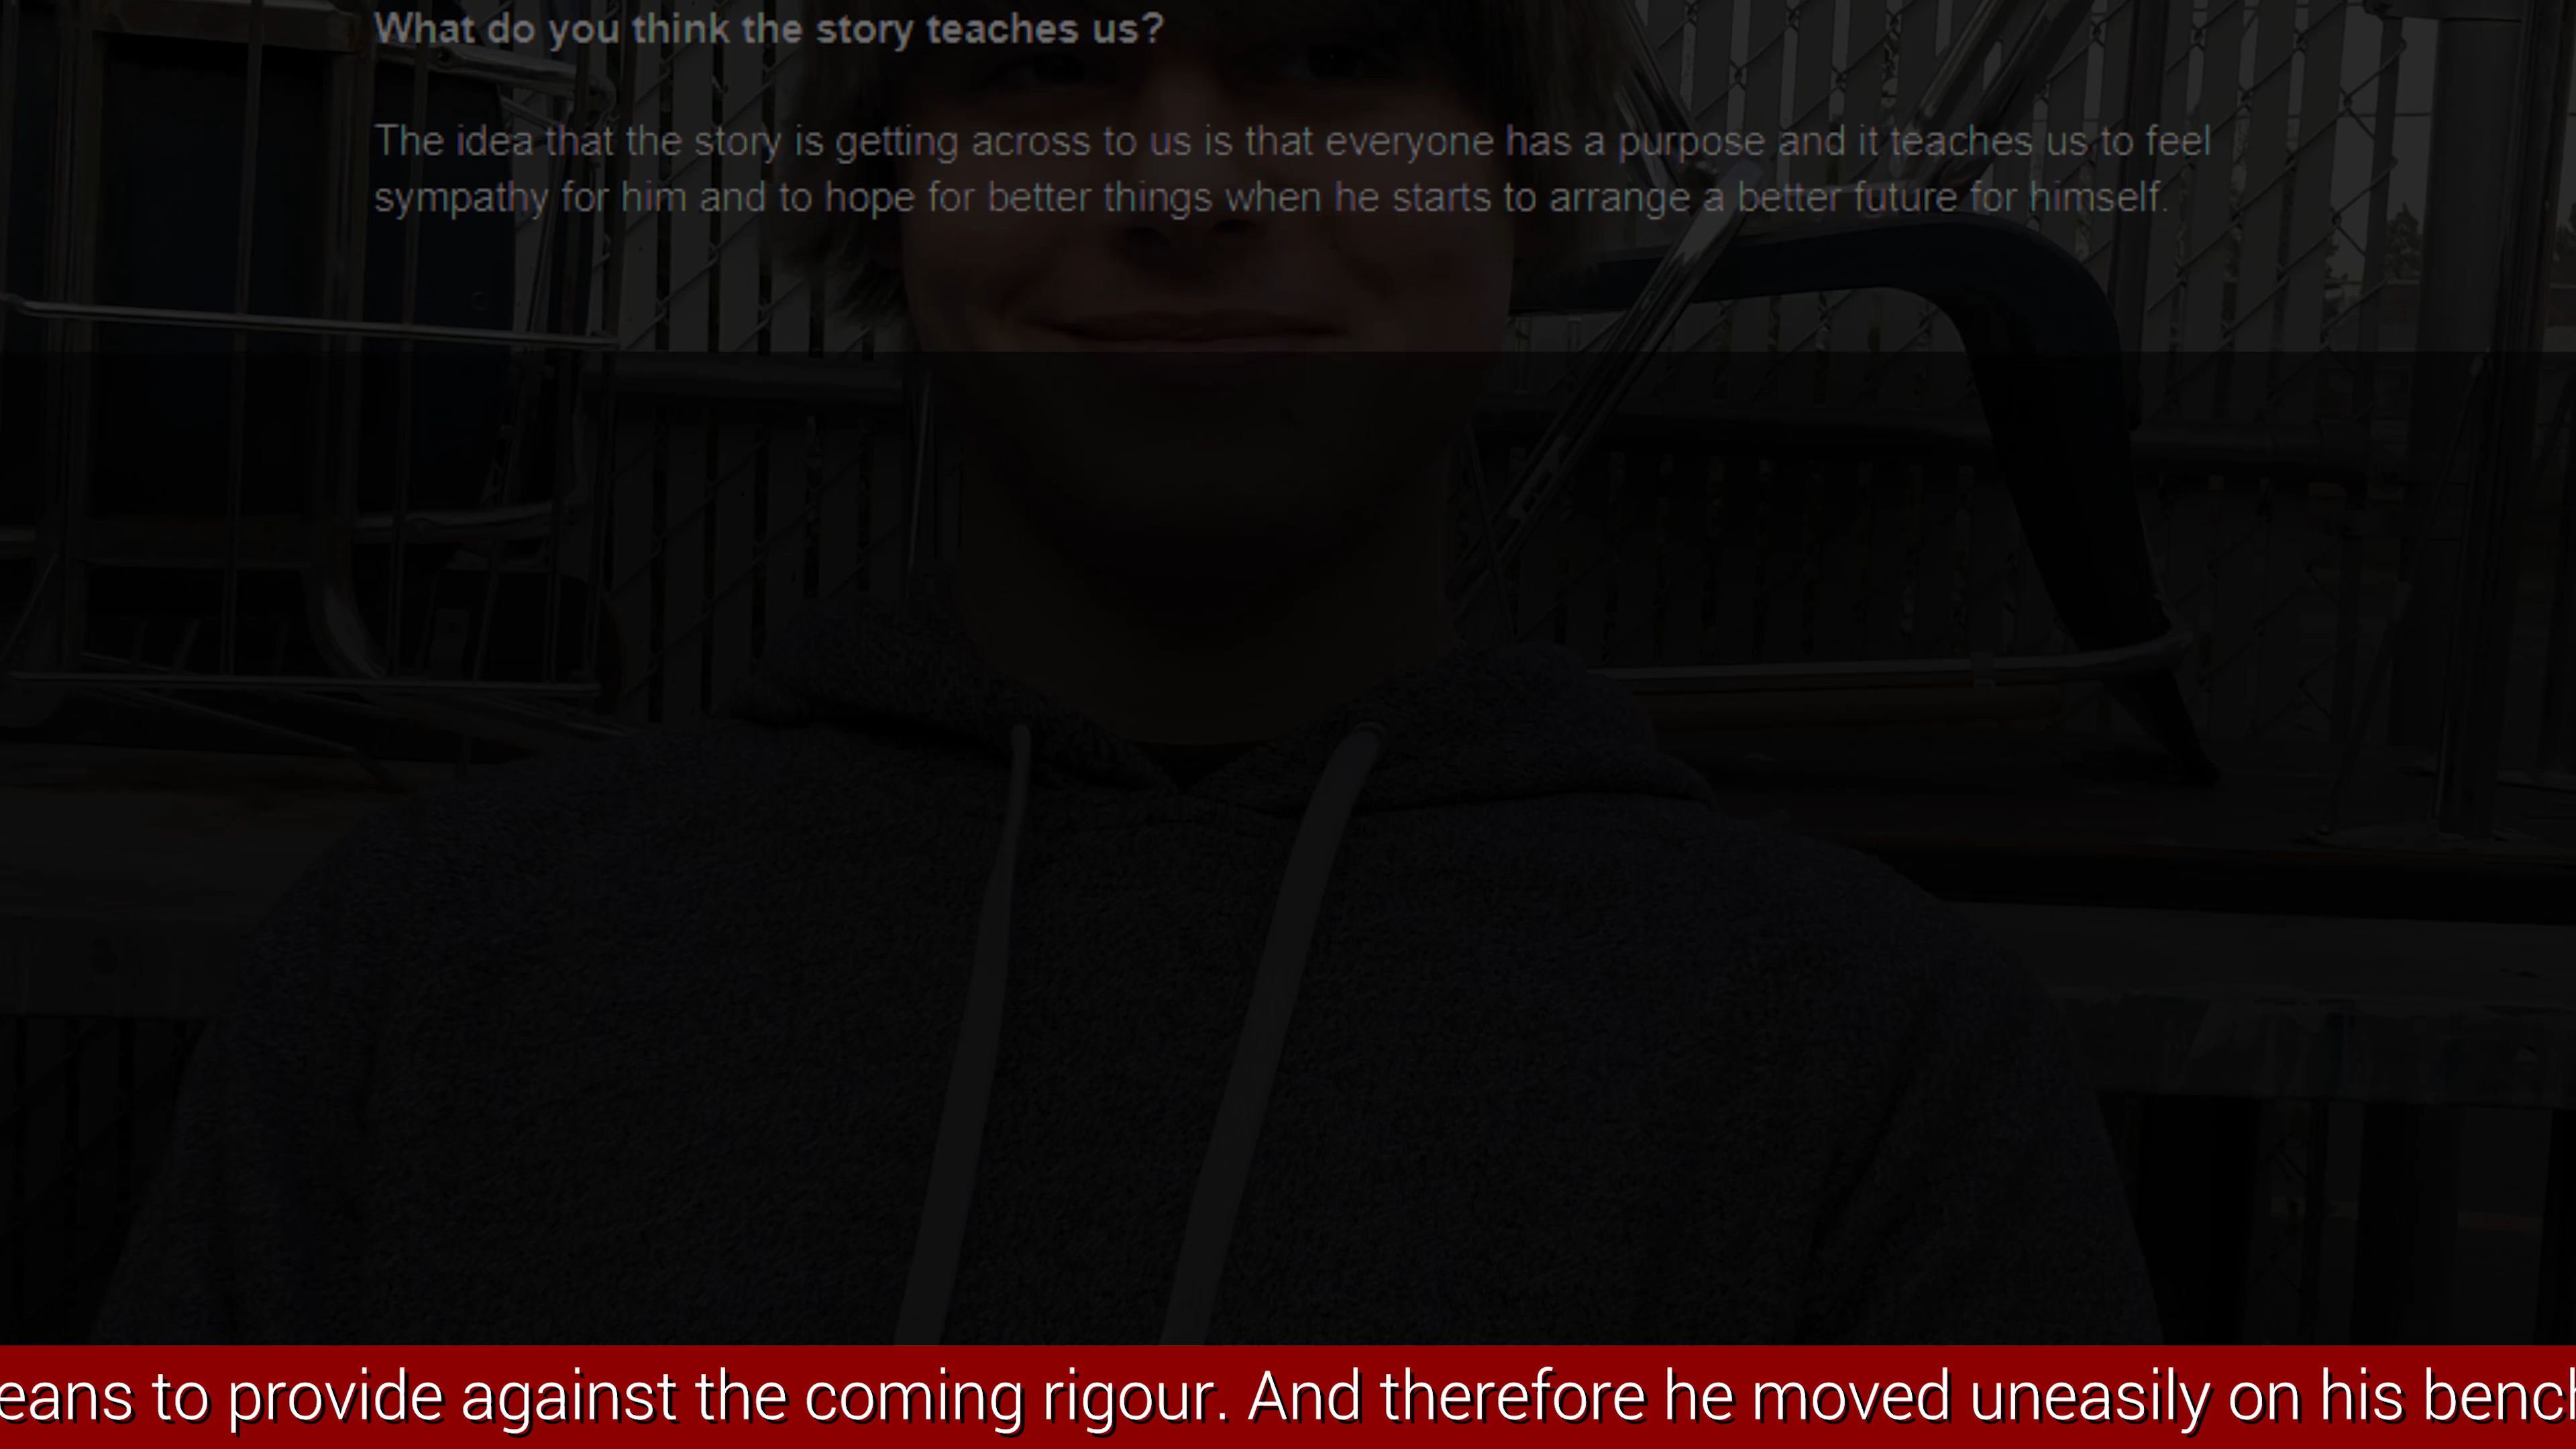 What do you think the story teaches us?
The idea that the story is getting across to us is that everyone has a purpose and it teaches us to feel
sympathy for him and to hope for better things when he starts to arrange a better future for himself.
eans to provide against the coming rigour. And therefore he moved uneasily on his bench